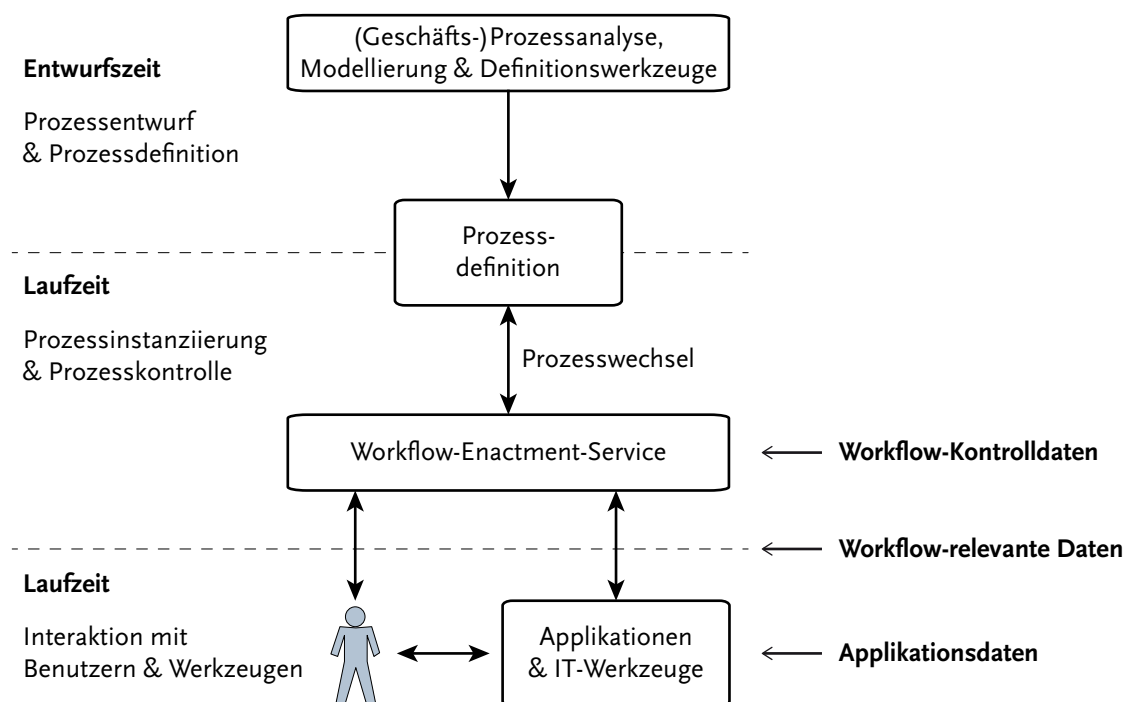 (Geschäfts-)Prozessanalyse,
Modellierung & Definitionswerkzeuge
Entwurfszeit
Prozessentwurf
& Prozessdefinition
Prozess-
definition
Laufzeit
Prozessinstanziierung
& Prozesskontrolle
Prozesswechsel
Workflow-Enactment-Service
Workflow-Kontrolldaten
Workflow-relevante Daten
Laufzeit
Interaktion mit
Benutzern & Werkzeugen
Applikationen
& IT-Werkzeuge
Applikationsdaten